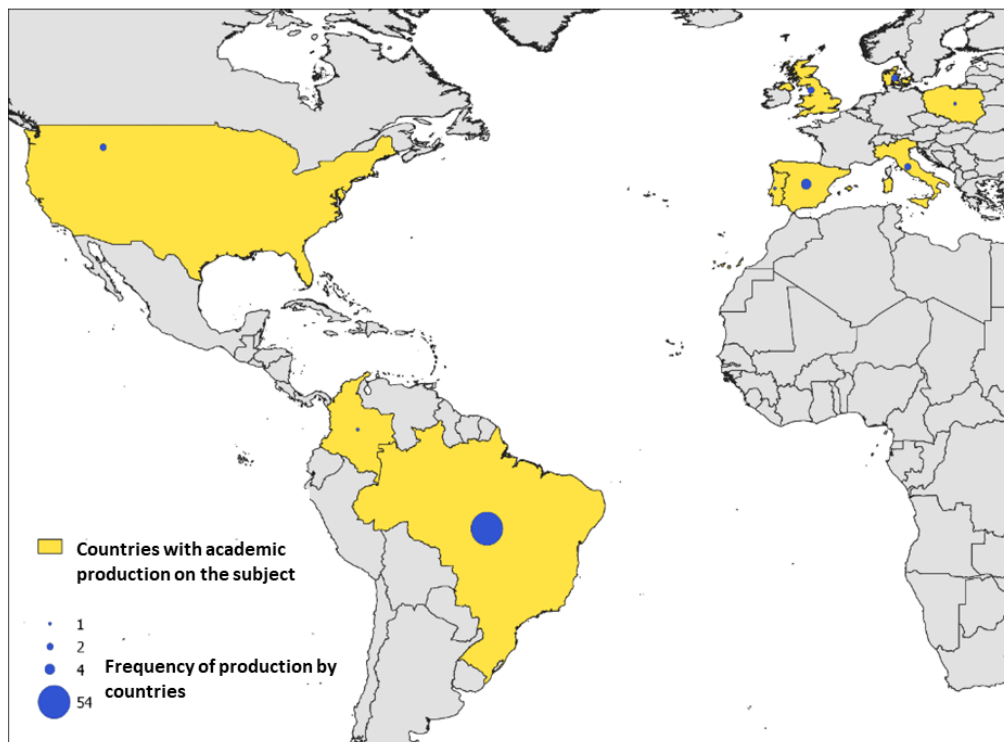 Countries with academic
production on the subject
1
2
4
Frequency of production by
countries
54